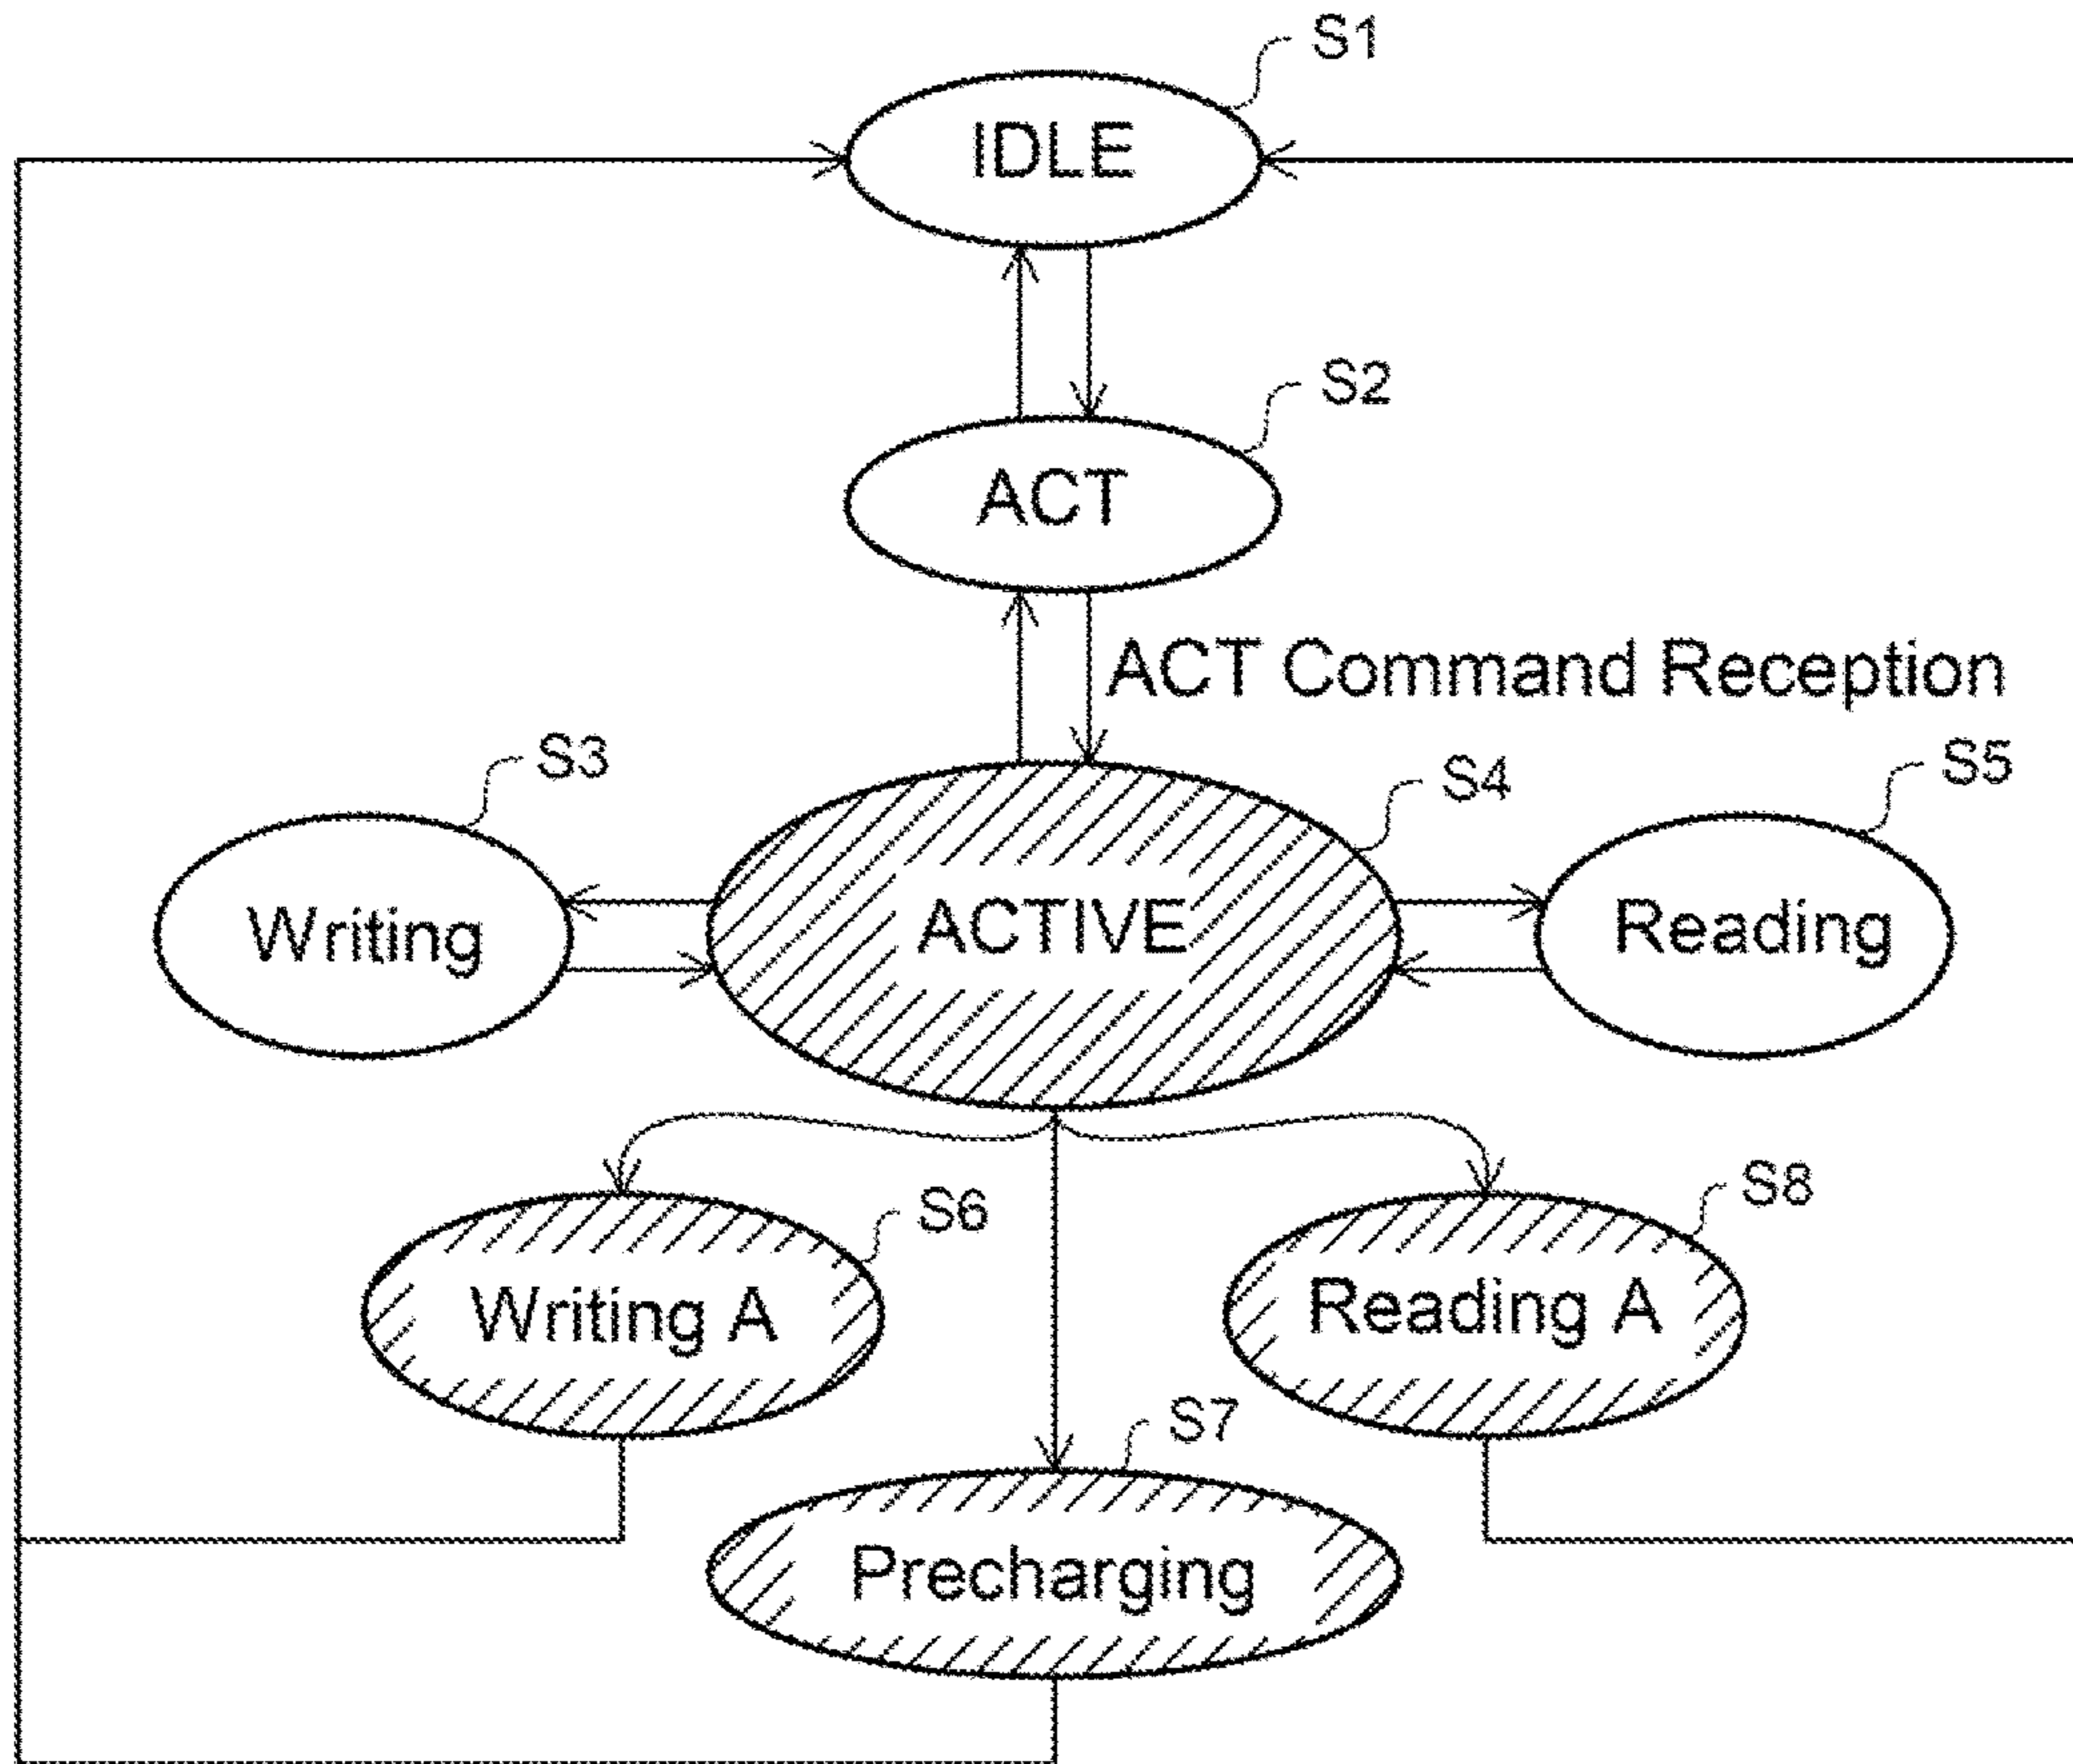 S1
IDLE
S2
ACT
ACT Command Reception
S3
S4
S5
Writing
ACTIVE
Reading
S6
S8
Writing A
Reading A
S7
Precharging